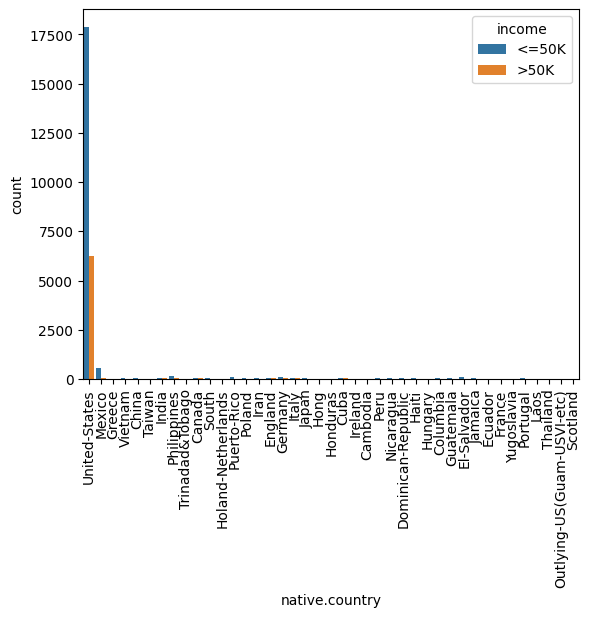 income
<=50K
>50K
17500
15000
12500
10000
7500
5000
2500
0
count
United-States
Mexico
Greece
Vietnam
China
Taiwan
India
Philippines
Trinadad&Tobago
Canada
South
Holand-Netherlands
Puerto-Rico
Poland
Iran
England
Germany
Italy
Japan
Hong
Honduras
Cuba
Ireland
Cambodia
Peru
Nicaragua
Dominican-Republic
Haiti
Hungary
Columbia
Guatemala
El-Salvador
Jamaica
Ecuador
France
Yugoslavia
Portugal
Laos
Thailand
Outlying-US(Guam-USVI-etc)
Scotland
native.country